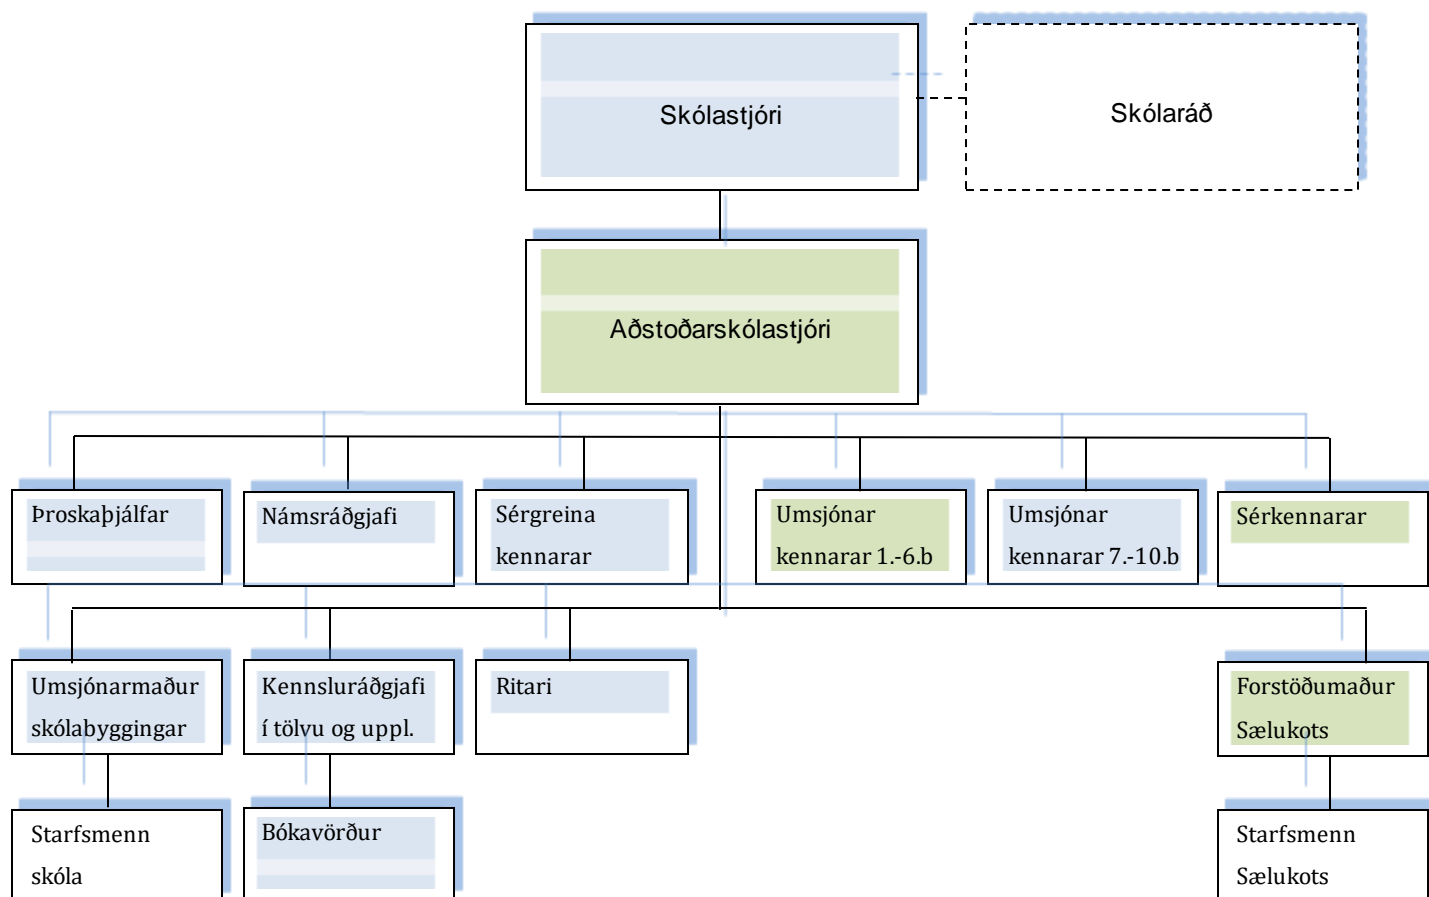 Skólastjóri
Skólaráð
Aðstoðarskólastjóri
Þroskaþjálfar
Námsráðgjafi
Sérgreina
kennarar
Umsjónar
kennarar 1.-6.b
Umsjónar
kennarar 7.-10.b
Sérkennarar
Umsjónarmaður
skólabyggingar
Kennsluráðgjafi
í tölvu og uppl.
Ritari
Forstöðumaður
Sælukots
Starfsmenn
skóla
Bókavörður
Starfsmenn
Sælukots